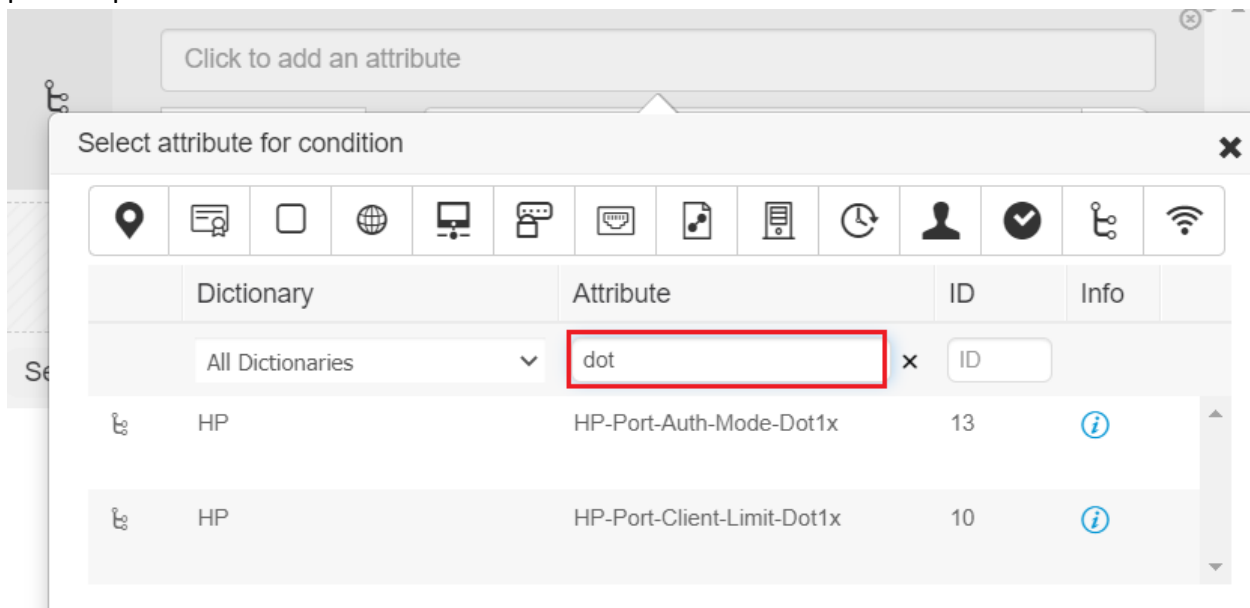 Click to add an attribute
Select attribute for condition
Dictionary Attribute ID Info
All Dictionaries dot ID
Se
HP HP-Port-Auth-Mode-Dot1x 13
HP HP-Port-Client-Limit-Dot1x 10